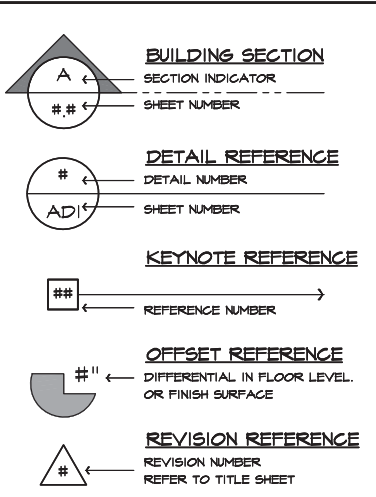 BUILDING SECTION
A
SECTION INDICATOR
#.#
SHEET NUMBER
DETAIL REFERENCE
#
DETAIL NUMBER
AD1
SHEET NUMBER
KEYNOTE REFERENCE
##
REFERENCE NUMBER
OFFSET REFERENCE
#"
DIFFERENTIAL IN FLOOR LEVEL.
OR FINISH SURFACE
REVISION REFERENCE
REVISION NUMBER
#
REFER TO TITLE SHEET